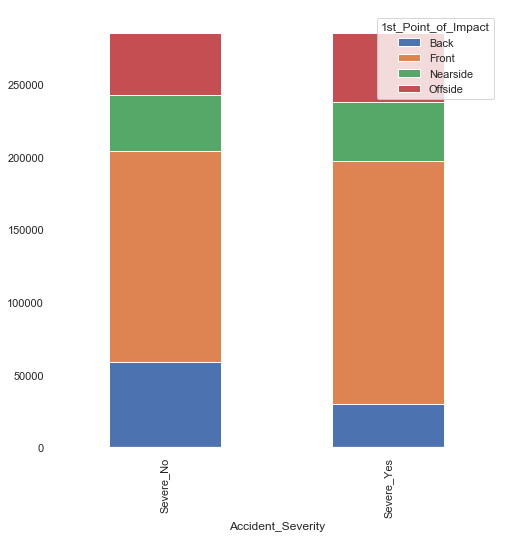 1st_Point_of_Impact
Back
Front
Nearside
Offside
250000
200000
150000
100000
50000
0
Severe_No
Severe_Yes
Accident_Severity